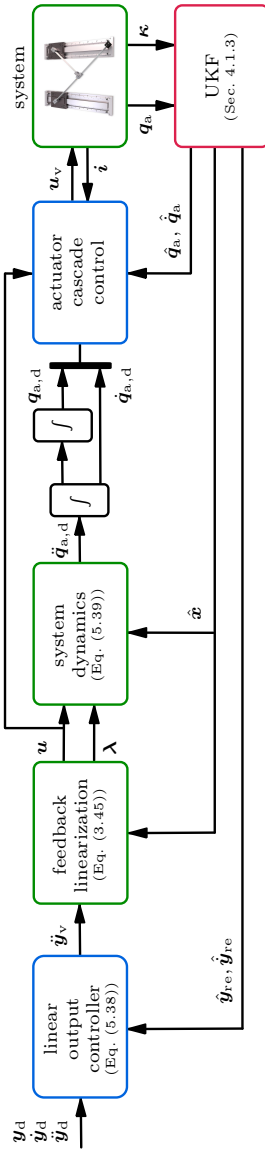 𝒚_d
𝒚̇_d
𝒚̈_d
linear
output
controller
(Eq. (5.38))
𝒚̈_v
feedback
linearization
(Eq. (3.45))
𝒖
𝝀
system
dynamics
(Eq. (5.39))
𝒒̈_a,d
∫
∫
𝒒_a,d
𝒒̇_a,d
actuator
cascade
control
𝒖_v
𝒊
system
𝒒_a
𝜿
UKF
(Sec. 4.1.3)
𝒒̂_a, 𝒒̇̂_a
𝒙̂
𝒚̂_re, 𝒚̇̂_re